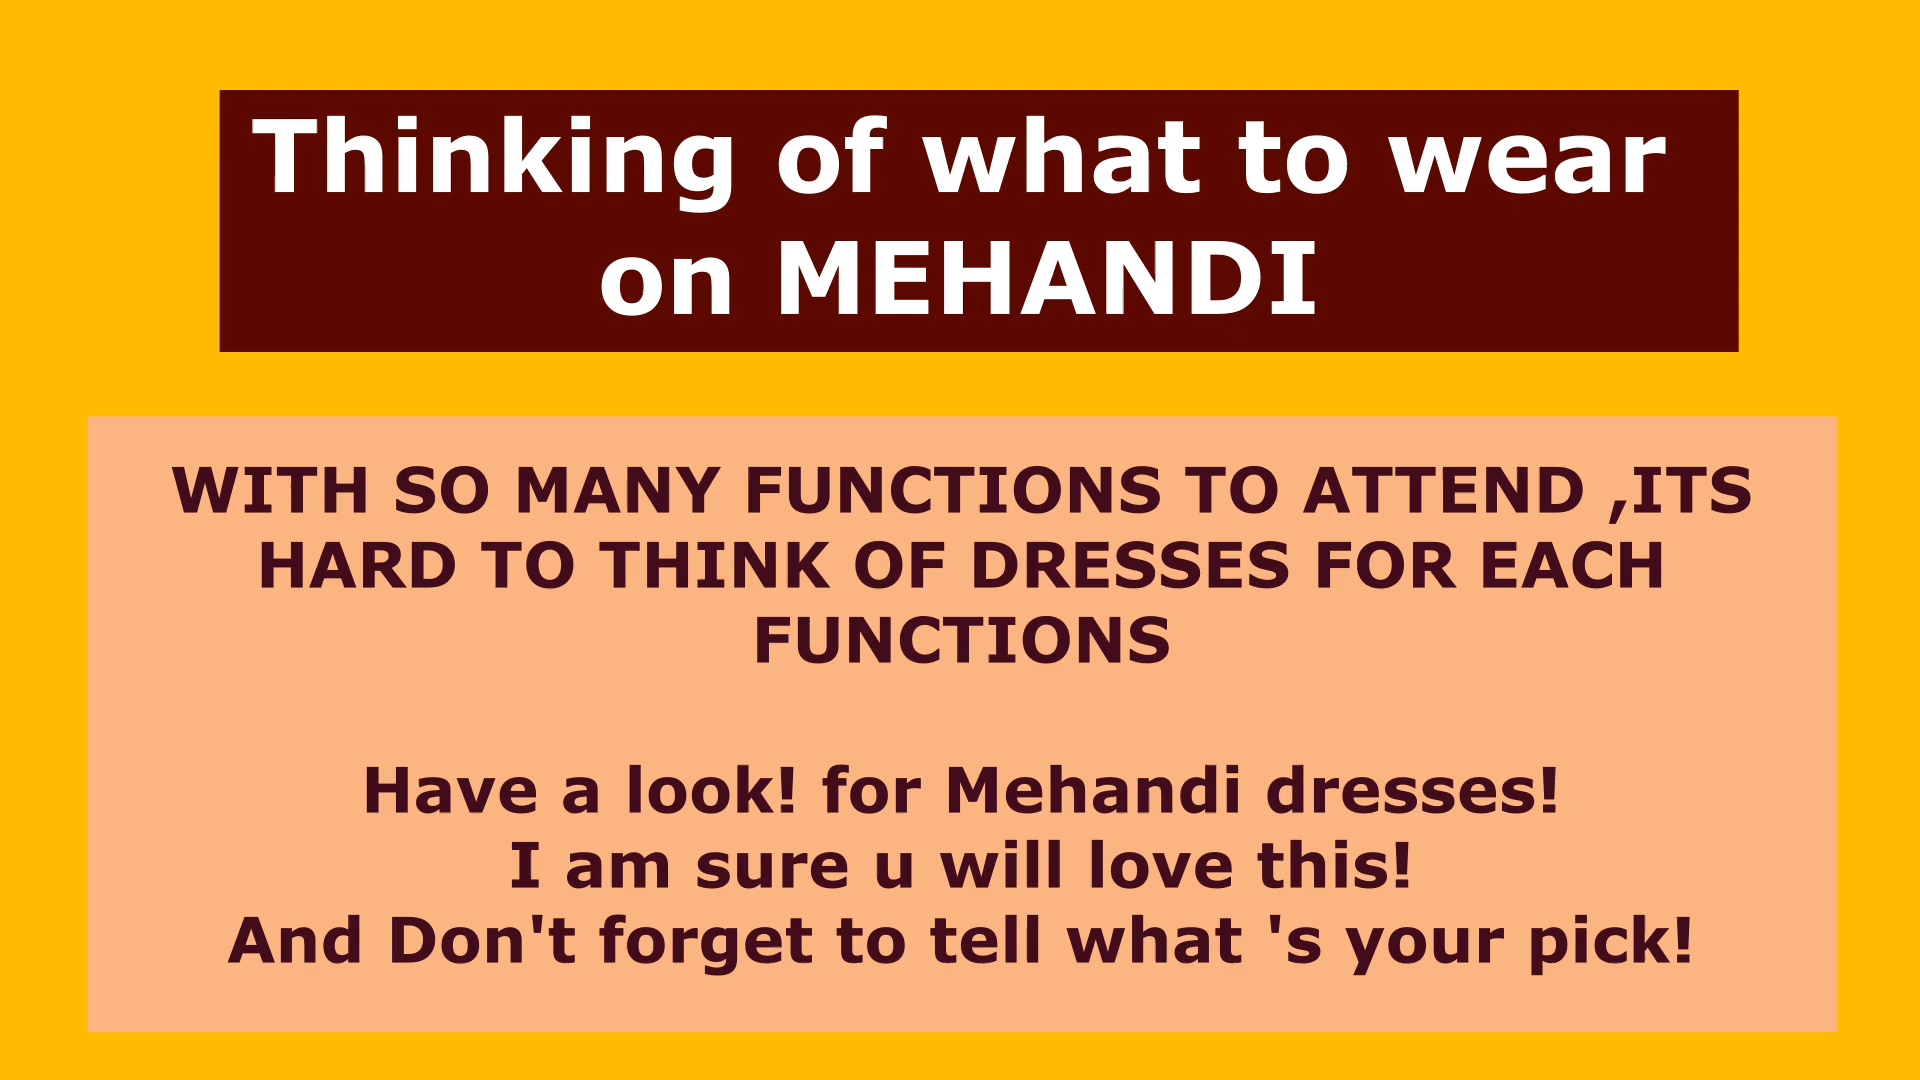 Thinking of what to wear
on MEHANDI
WITH SO MANY FUNCTIONS TO ATTEND ,ITS
HARD TO THINK OF DRESSES FOR EACH
FUNCTIONS
Have a look! for Mehandi dresses!
I am sure u will love this!
And Don't forget to tell what 's your pick!